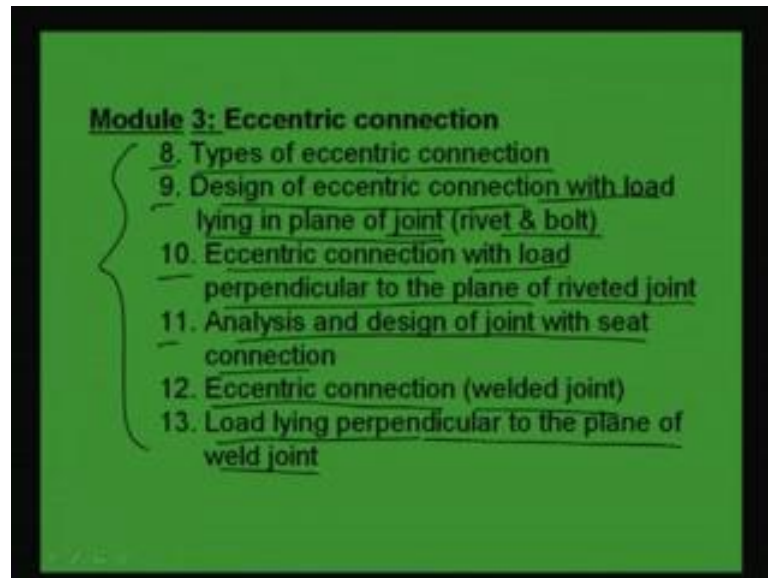 Module 3: Eccentric connection
8. Types of eccentric connection
9. Design of eccentric connection with load
lying in plane of joint (rivet & bolt)
10. Eccentric connection with load
perpendicular to the plane of riveted joint
11. Analysis and design of joint with seat
connection
12. Eccentric connection (welded joint)
13. Load lying perpendicular to the plane of
weld joint